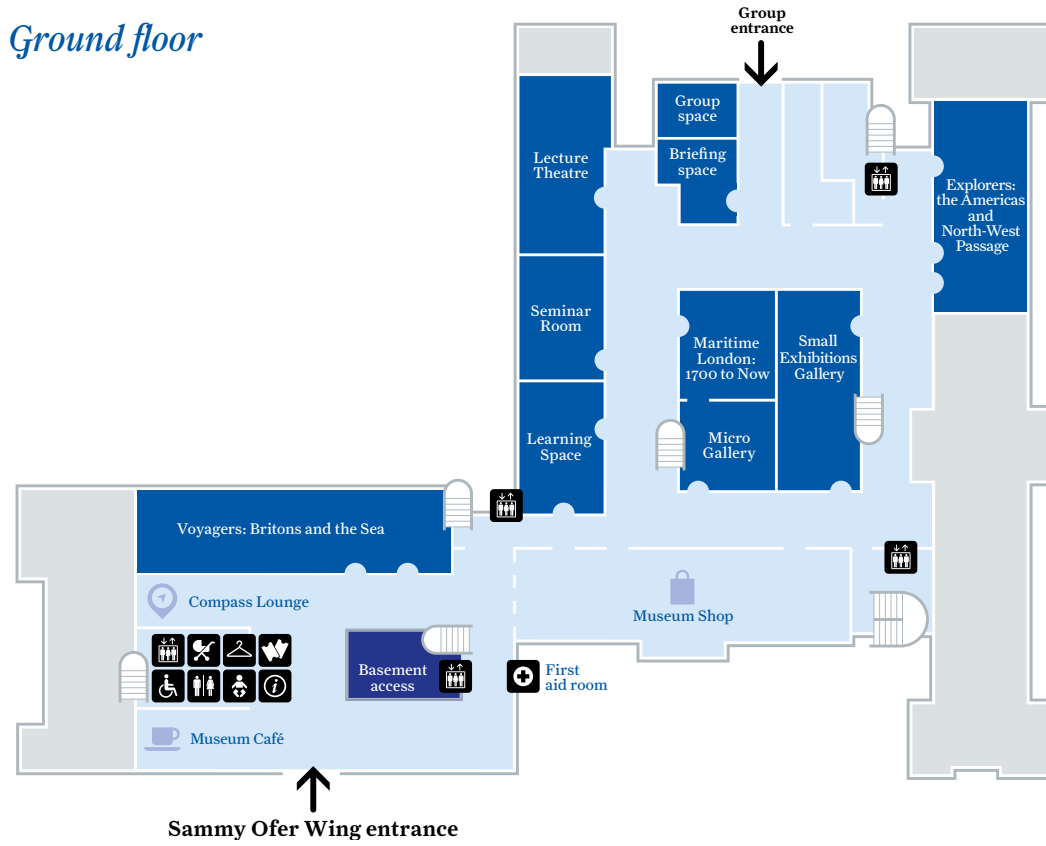 Ground floor
Group
entrance
Group
space
Briefing
space
Lecture
Theatre
Explorers:
the Americas
and
North-West
Passage
Seminar
Room
Maritime
London:
1700 to Now
Small
Exhibitions
Gallery
Learning
Space
Micro
Gallery
Voyagers: Britons and the Sea
Compass Lounge
Museum Shop
Basement
access
First
aid room
Museum Café
Sammy Ofer Wing entrance